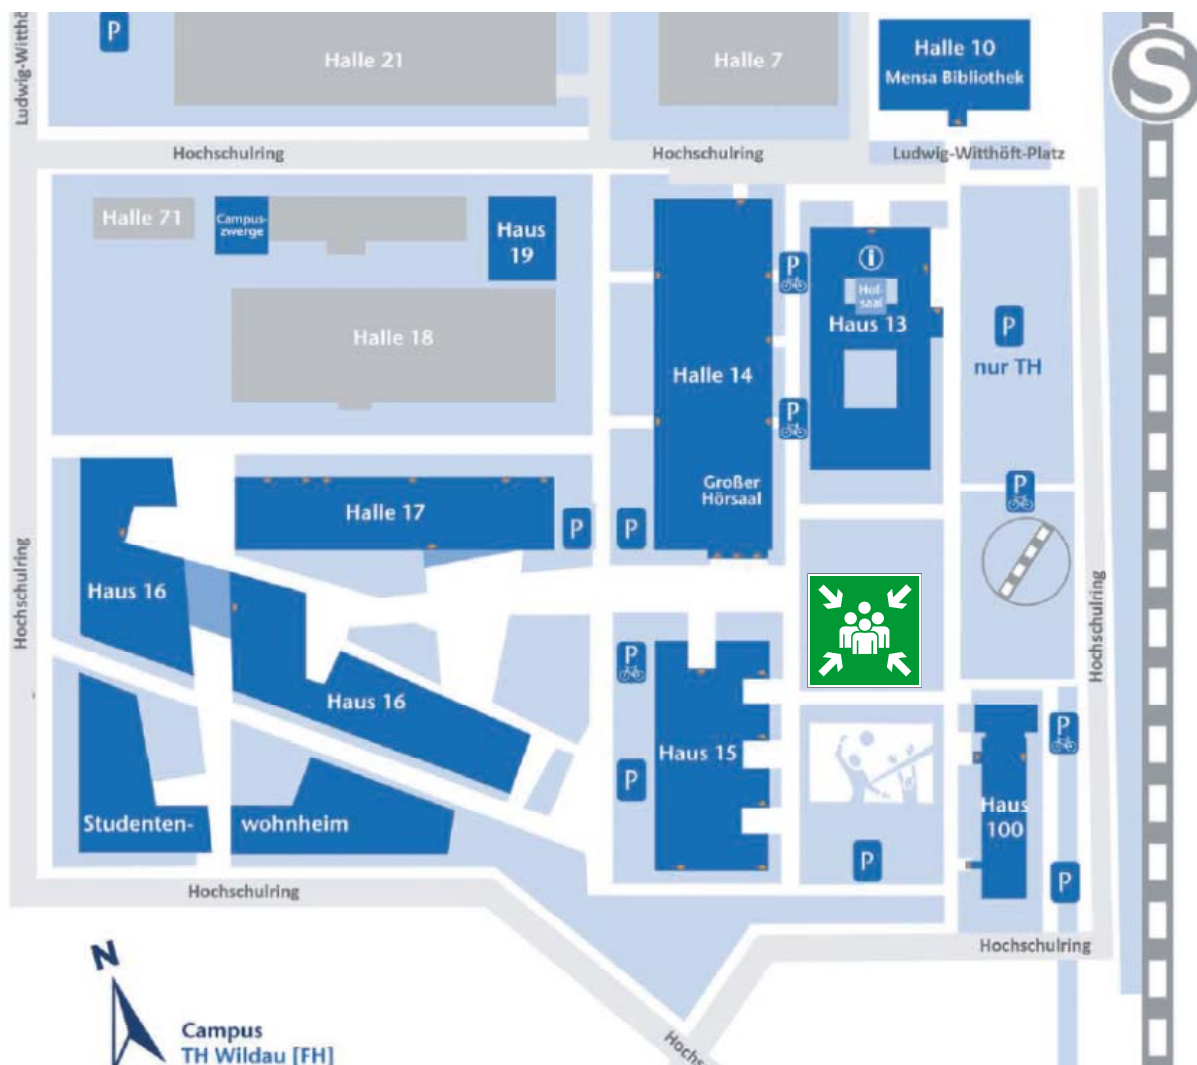 P
Halle 21
Halle 7
Halle 10
Mensa Bibliothek
S
Ludwig-Witthö
Hochschulring
Hochschulring
Ludwig-Witthöft-Platz
Halle 71
Campus-
zwerge
Haus
19
P
i
Hof-
saal
Haus 13
P
nur TH
Halle 18
Halle 14
P
Großer
Hörsaal
P
Halle 17
P
P
Hochschulring
Haus 16
Hochschulring
P
Haus 16
P
Haus 15
P
Haus
100
Studenten-
wohnheim
P
P
Hochschulring
Hochschulring
N
Campus
TH Wildau [FH]
Hochs